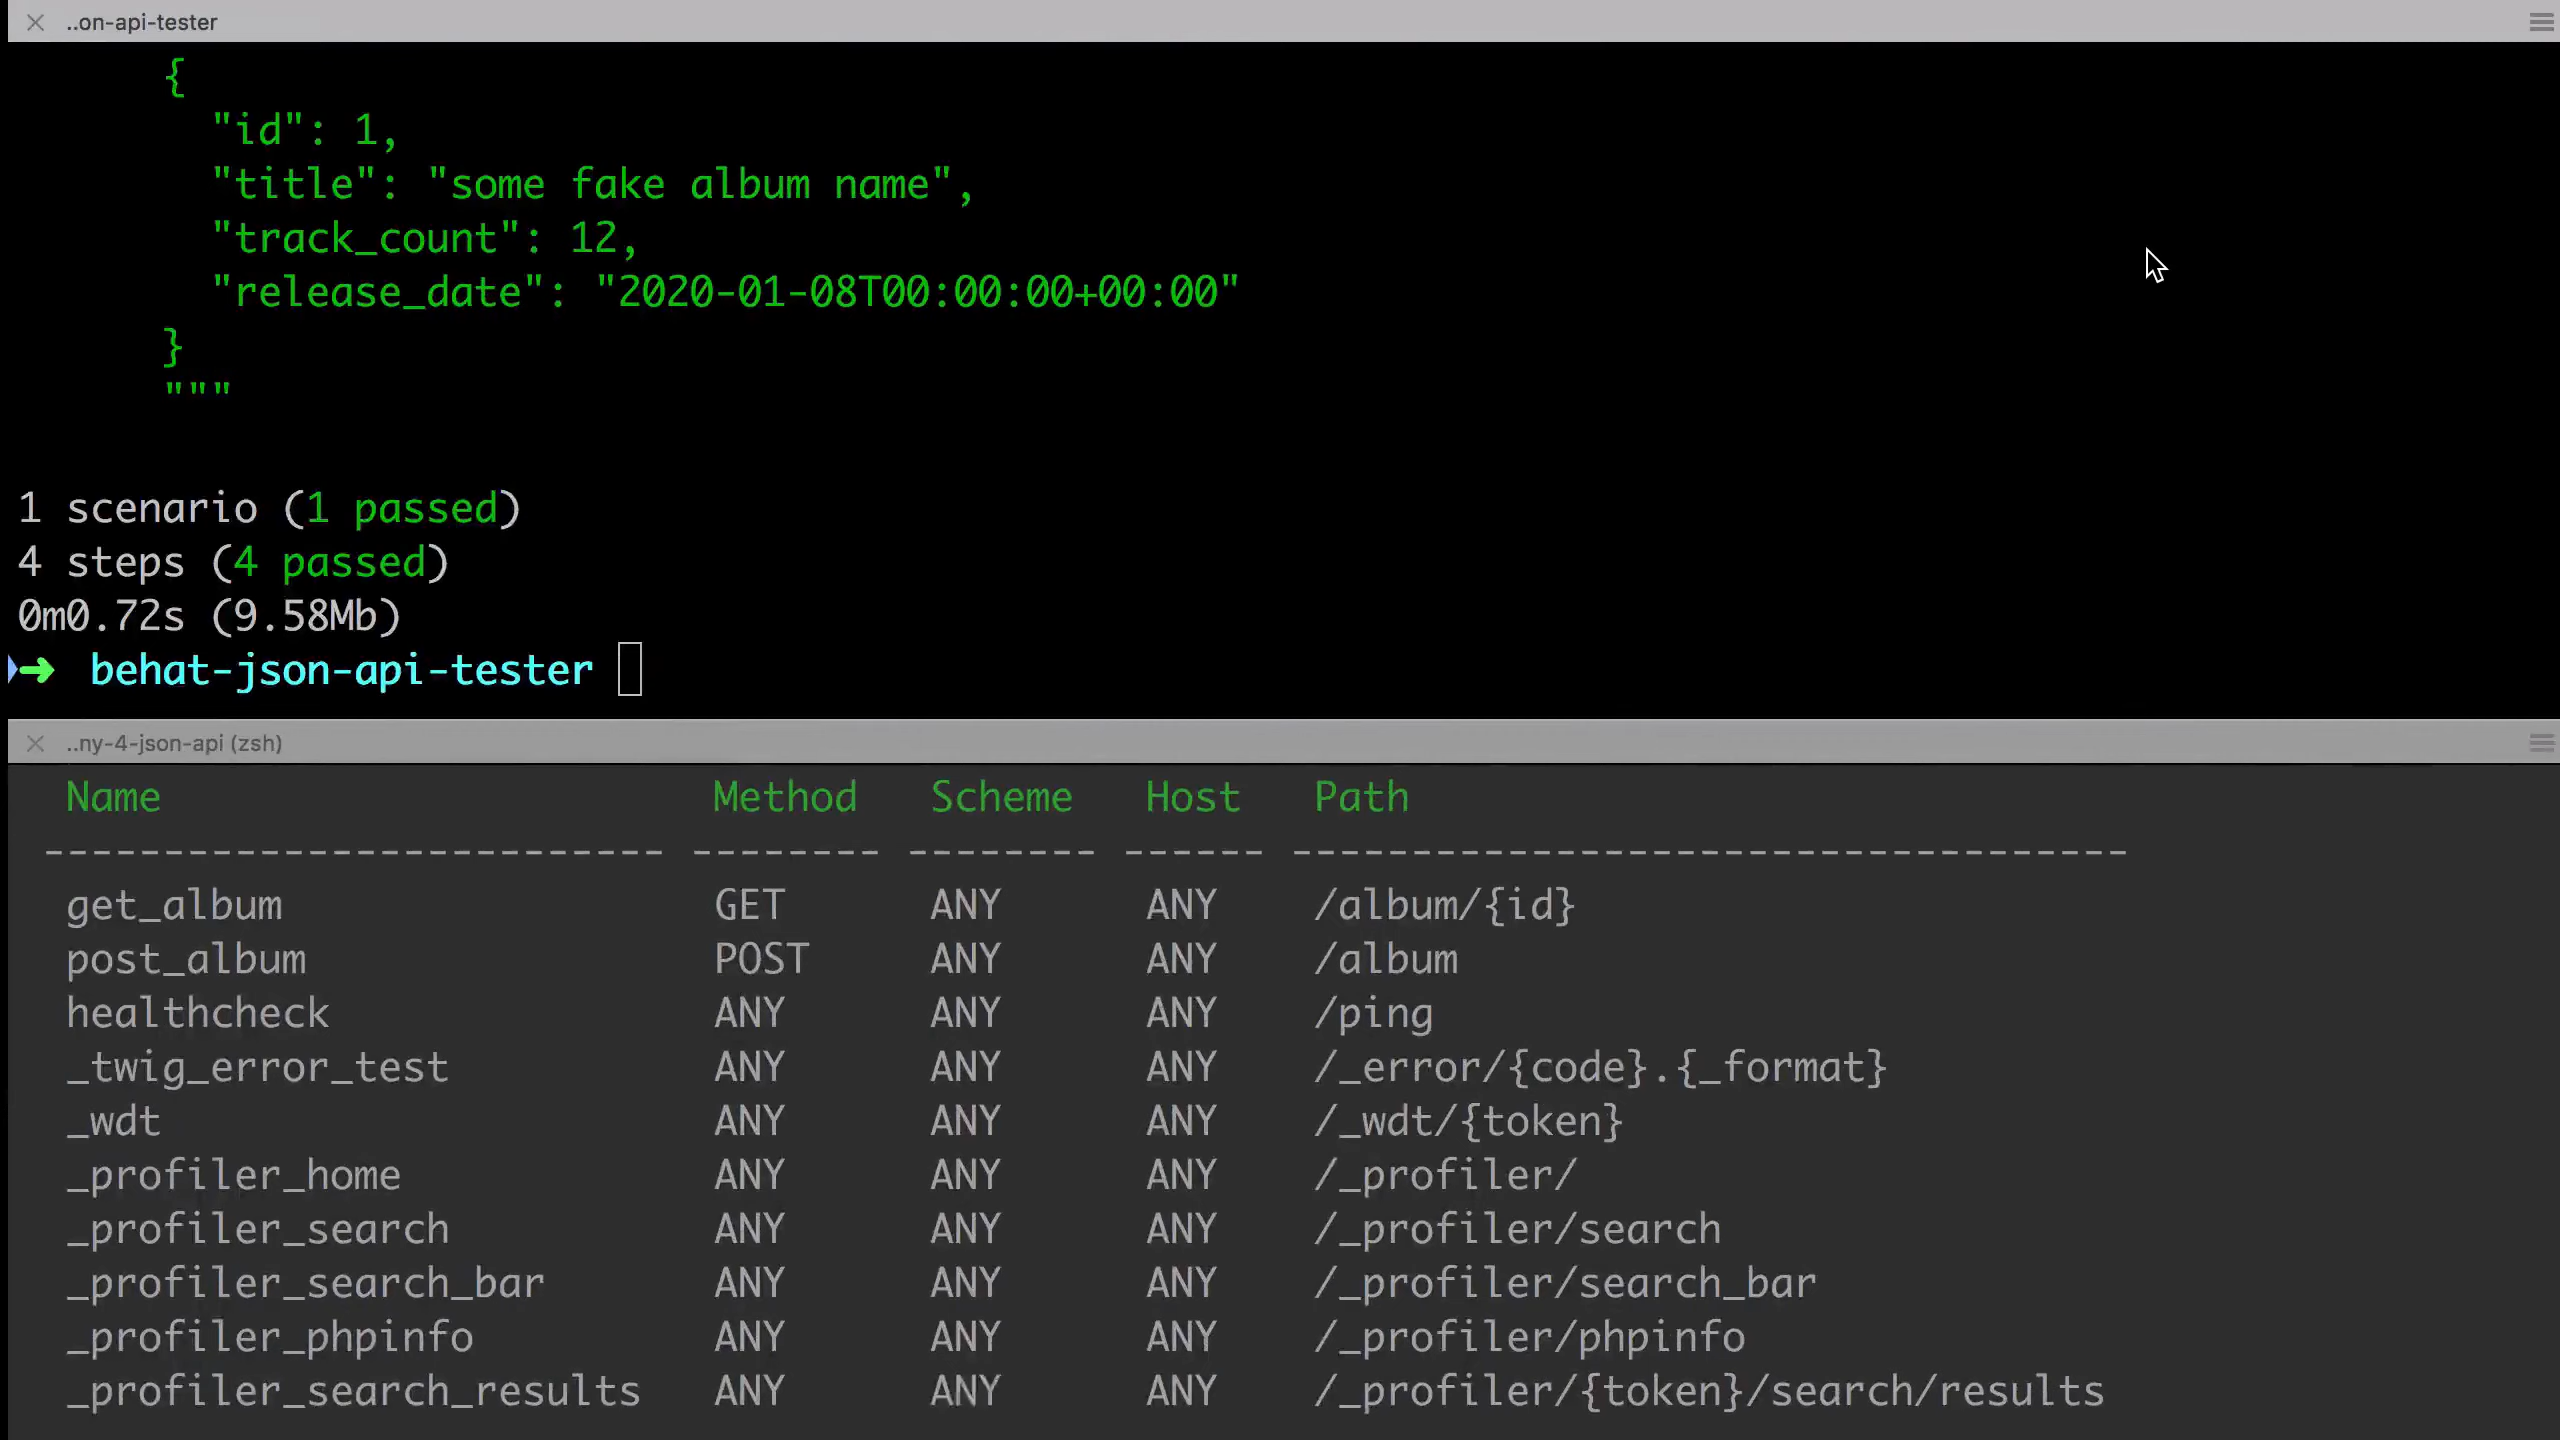 ..on-api-tester
{
"id": 1,
"title": "some fake album name",
"track_count": 12,
"release_date": "2020-01-08T00:00:00+00:00"
}
"""
1 scenario (1 passed)
4 steps (4 passed)
0m0.72s (9.58Mb)
➜ behat-json-api-tester
..ny-4-json-api (zsh)
Name Method Scheme Host Path
-------------------------- -------- -------- ------ -----------------------------------
get_album GET ANY ANY /album/{id}
post_album POST ANY ANY /album
healthcheck ANY ANY ANY /ping
_twig_error_test ANY ANY ANY /_error/{code}.{_format}
_wdt ANY ANY ANY /_wdt/{token}
_profiler_home ANY ANY ANY /_profiler/
_profiler_search ANY ANY ANY /_profiler/search
_profiler_search_bar ANY ANY ANY /_profiler/search_bar
_profiler_phpinfo ANY ANY ANY /_profiler/phpinfo
_profiler_search_results ANY ANY ANY /_profiler/{token}/search/results